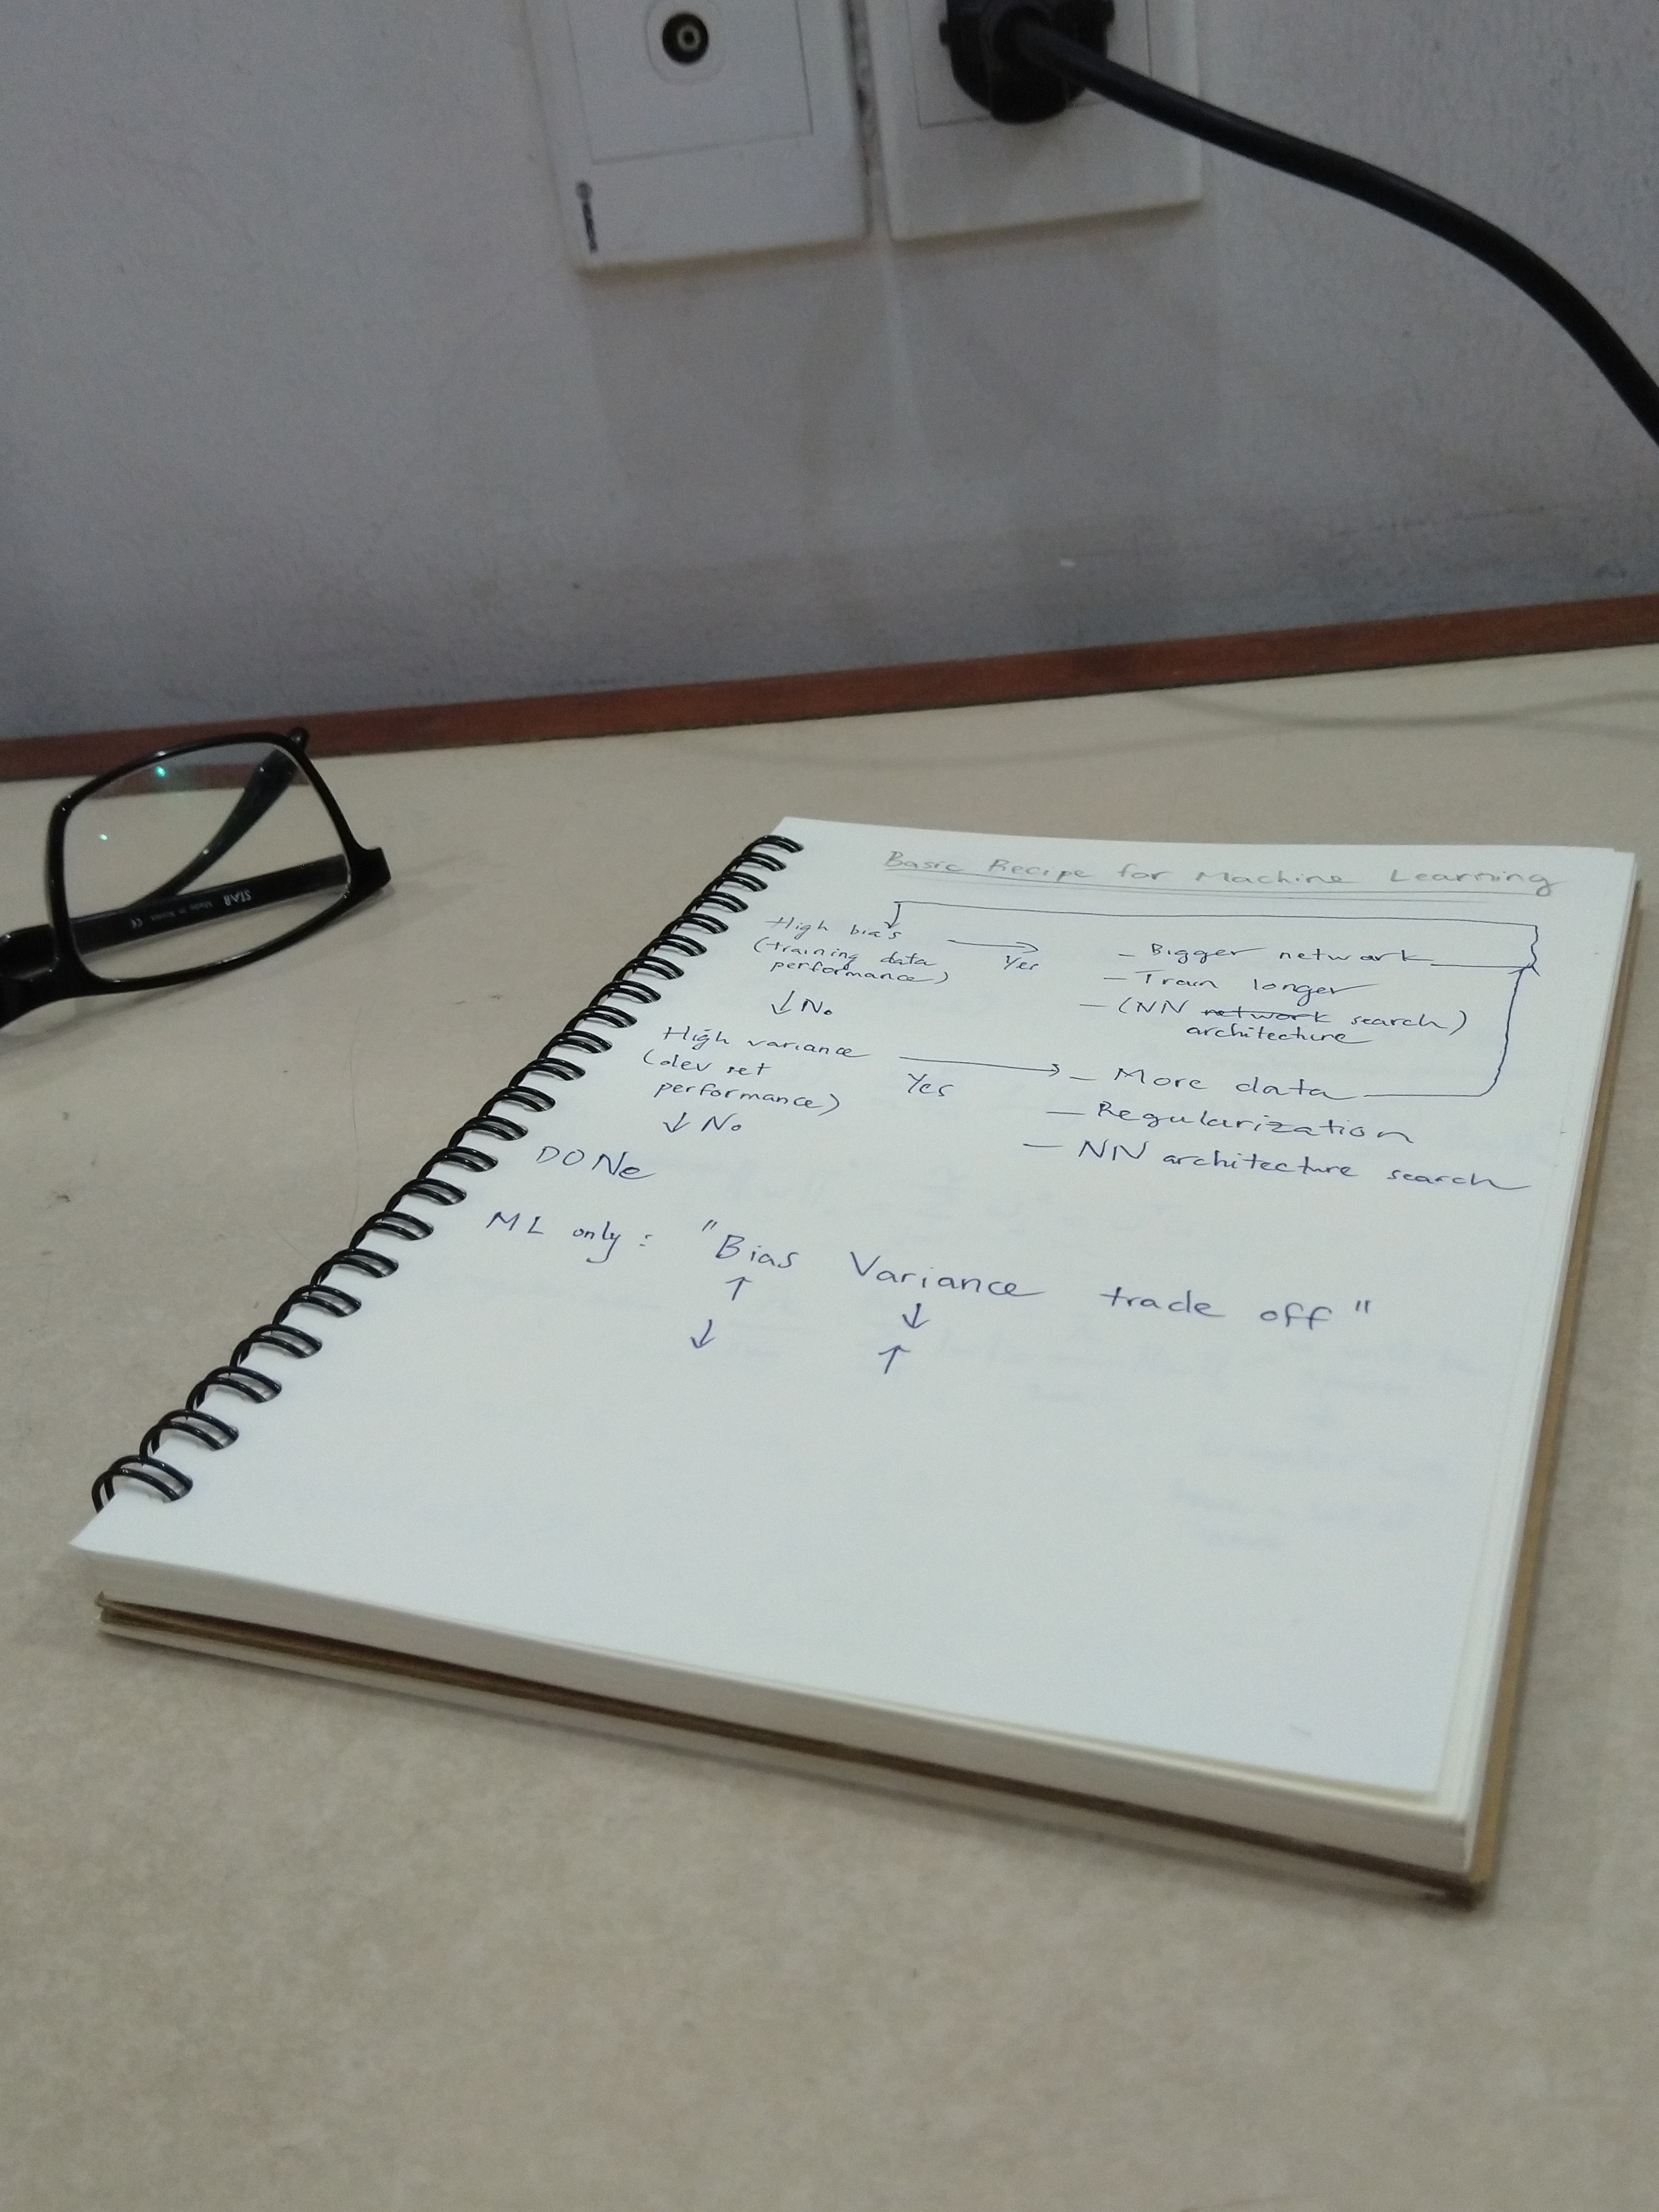 Basic Recipe for Machine Learning
High bias
(training data
performance)
Yes
- Bigger network
- Train longer
- (NN network search)
architecture
↓ No
High variance
(dev set
performance)
Yes
- More data
- Regularization
- NN architecture search
↓ No
DONe
ML only : "Bias Variance trade off"
↑ ↓
↓ ↑
STAR
CE